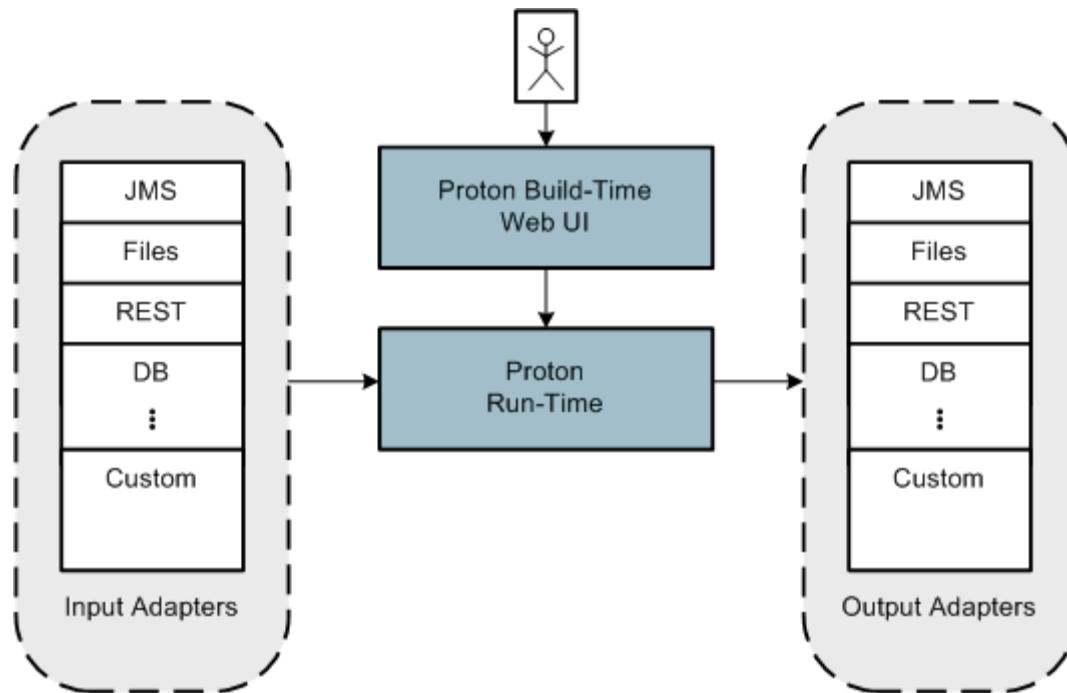 Proton Build-Time
Web UI
JMS
Files
REST
DB
Custom
Input Adapters
Proton
Run-Time
JMS
Files
REST
DB
Custom
Output Adapters